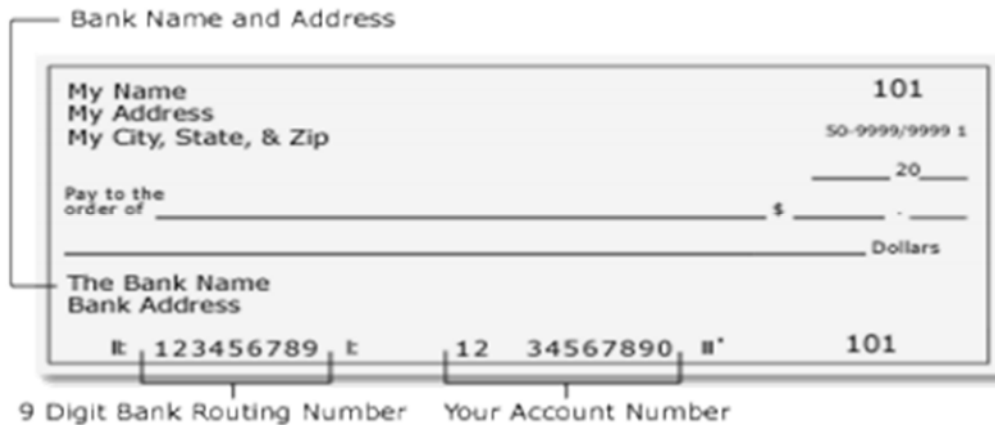 Bank Name and Address
My Name 101
My Address
My City, State, & Zip 50-9999/9999 1
20
Pay to the
order of $ .
Dollars
The Bank Name
Bank Address
⑆ 123456789 ⑆ 12 34567890 ⑈ 101
9 Digit Bank Routing Number Your Account Number